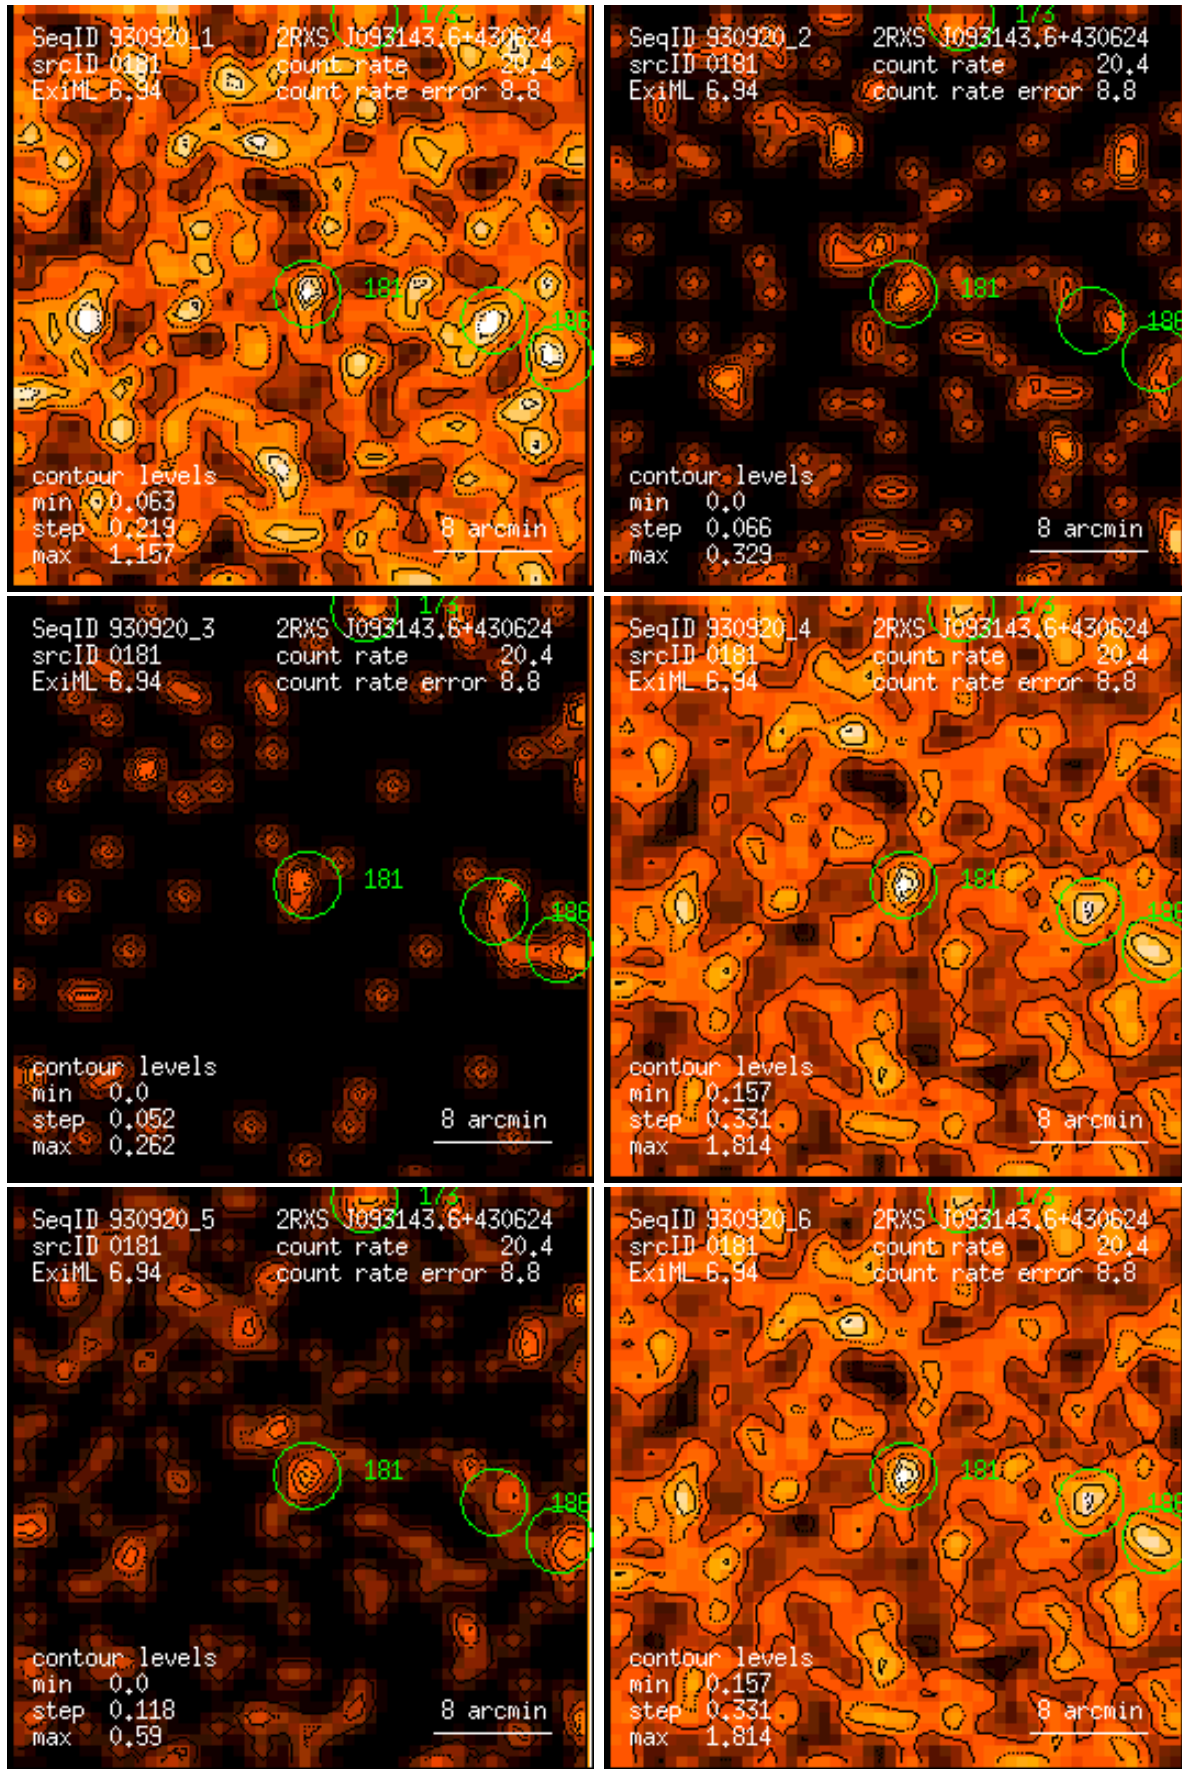 173
SeqID 930920_1 2RXS J093143.6+430624
srcID 0181 count rate 20.4
ExiML 6.94 count rate error 8.8
181
186
contour levels
min 0.063
step 0.219 8 arcmin
max 1.157
173
SeqID 930920_2 2RXS J093143.6+430624
srcID 0181 count rate 20.4
ExiML 6.94 count rate error 8.8
181
186
contour levels
min 0.0
step 0.066 8 arcmin
max 0.329
173
SeqID 930920_3 2RXS J093143.6+430624
srcID 0181 count rate 20.4
ExiML 6.94 count rate error 8.8
181
186
contour levels
min 0.0
step 0.052 8 arcmin
max 0.262
173
SeqID 930920_4 2RXS J093143.6+430624
srcID 0181 count rate 20.4
ExiML 6.94 count rate error 8.8
181
186
contour levels
min 0.157
step 0.331 8 arcmin
max 1.814
173
SeqID 930920_5 2RXS J093143.6+430624
srcID 0181 count rate 20.4
ExiML 6.94 count rate error 8.8
181
186
contour levels
min 0.0
step 0.118 8 arcmin
max 0.59
173
SeqID 930920_6 2RXS J093143.6+430624
srcID 0181 count rate 20.4
ExiML 6.94 count rate error 8.8
181
186
contour levels
min 0.157
step 0.331 8 arcmin
max 1.814